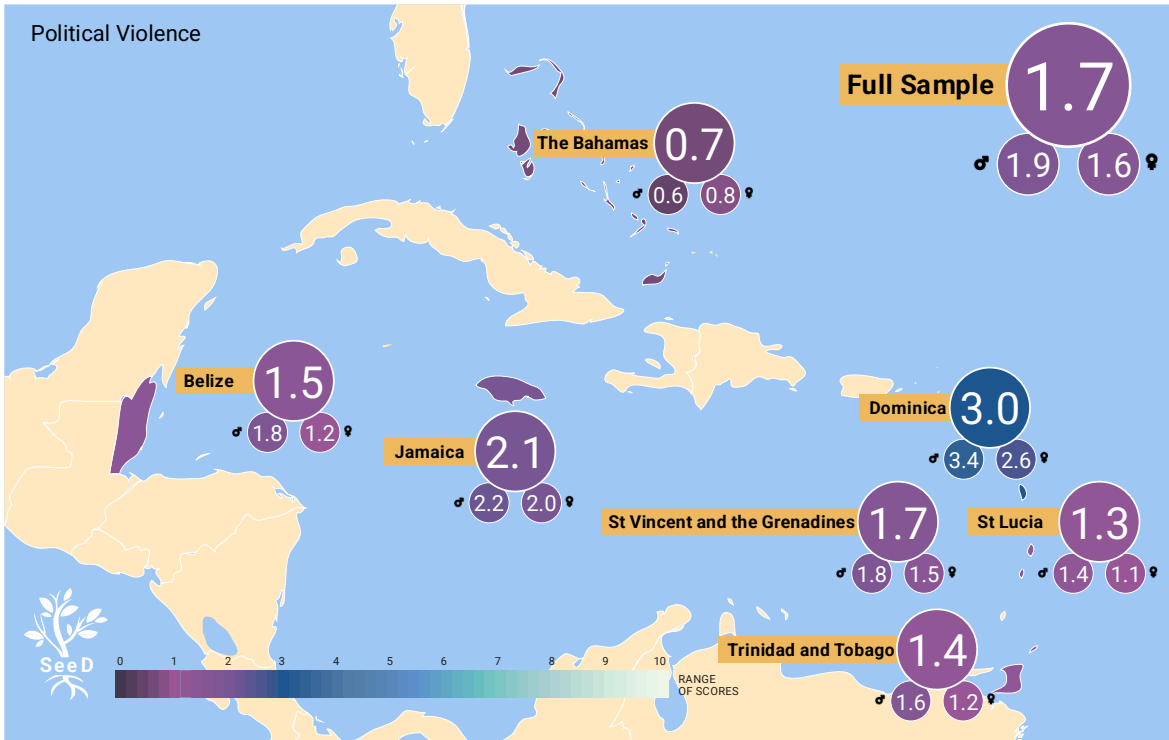 Political Violence
Full Sample
1.7
♂ 1.9 1.6 ♀
The Bahamas
0.7
♂ 0.6 0.8 ♀
Belize
1.5
♂ 1.8 1.2 ♀
Jamaica
2.1
♂ 2.2 2.0 ♀
Dominica
3.0
♂ 3.4 2.6 ♀
St Vincent and the Grenadines
1.7
♂ 1.8 1.5 ♀
St Lucia
1.3
♂ 1.4 1.1 ♀
Trinidad and Tobago
1.4
♂ 1.6 1.2 ♀
SeeD
0 1 2 3 4 5 6 7 8 9 10
RANGE
OF SCORES